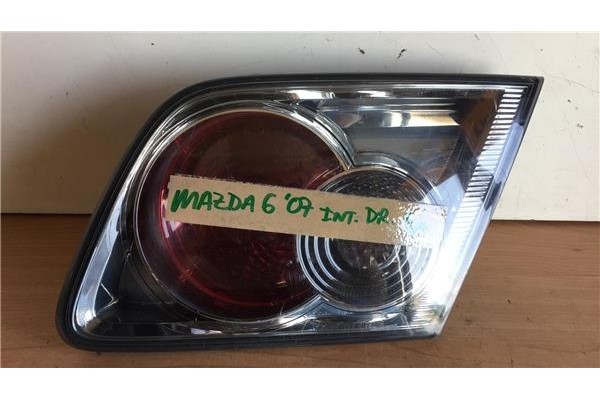 MAZDA 6 '07 INT. DR.